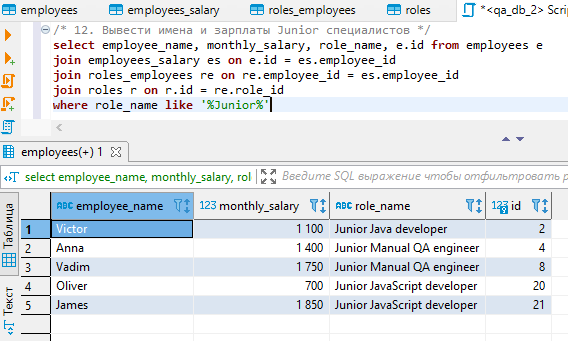 employees
employees_salary
roles_employees
roles
*<qa_db_2> Scri
/* 12. Вывести имена и зарплаты Junior специалистов */
select employee_name, monthly_salary, role_name, e.id from employees e
join employees_salary es on e.id = es.employee_id
join roles_employees re on re.employee_id = es.employee_id
join roles r on r.id = re.role_id
where role_name like '%Junior%'
employees(+) 1
select employee_name, monthly_salary, rol
Введите SQL выражение чтобы отфильтровать р
Таблица
Текст
ABC employee_name 123 monthly_salary ABC role_name 123 id
1 Victor 1 100 Junior Java developer 2
2 Anna 1 400 Junior Manual QA engineer 4
3 Vadim 1 750 Junior Manual QA engineer 8
4 Oliver 700 Junior JavaScript developer 20
5 James 1 850 Junior JavaScript developer 21